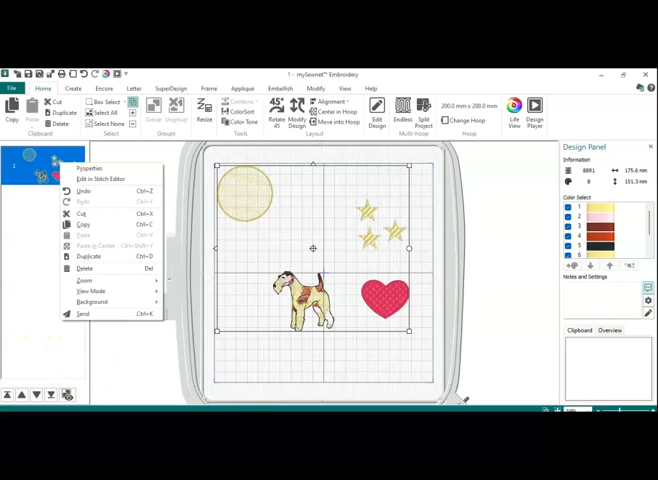 1 - mySewnet™ Embroidery
File Home Create Encore Letter SuperDesign Frame Appliqué Embellish Modify View
Copy Paste Cut Duplicate Delete
Box Select Select All Select None
Group Ungroup Resize
Combine ColorSort Color Tone
Rotate 45 Modify Design
Alignment Center in Hoop Move into Hoop
Edit Design Endless Split Project
200.0 mm x 200.0 mm
Change Hoop
Life View Design Player
Clipboard Select Groups Tools Layout Multi-hoop Hoop
1
Properties
Edit in Stitch Editor
Undo Ctrl+Z
Redo Ctrl+Y
Cut Ctrl+X
Copy Ctrl+C
Paste Ctrl+V
Paste in Center Ctrl+Shift+V
Duplicate Ctrl+D
Delete Del
Zoom
View Mode
Background
Send Ctrl+K
Design Panel
Information
8891 175.6 mm
8 151.3 mm
Color Select
1
2
3
4
5
6
Notes and Settings
Clipboard Overview